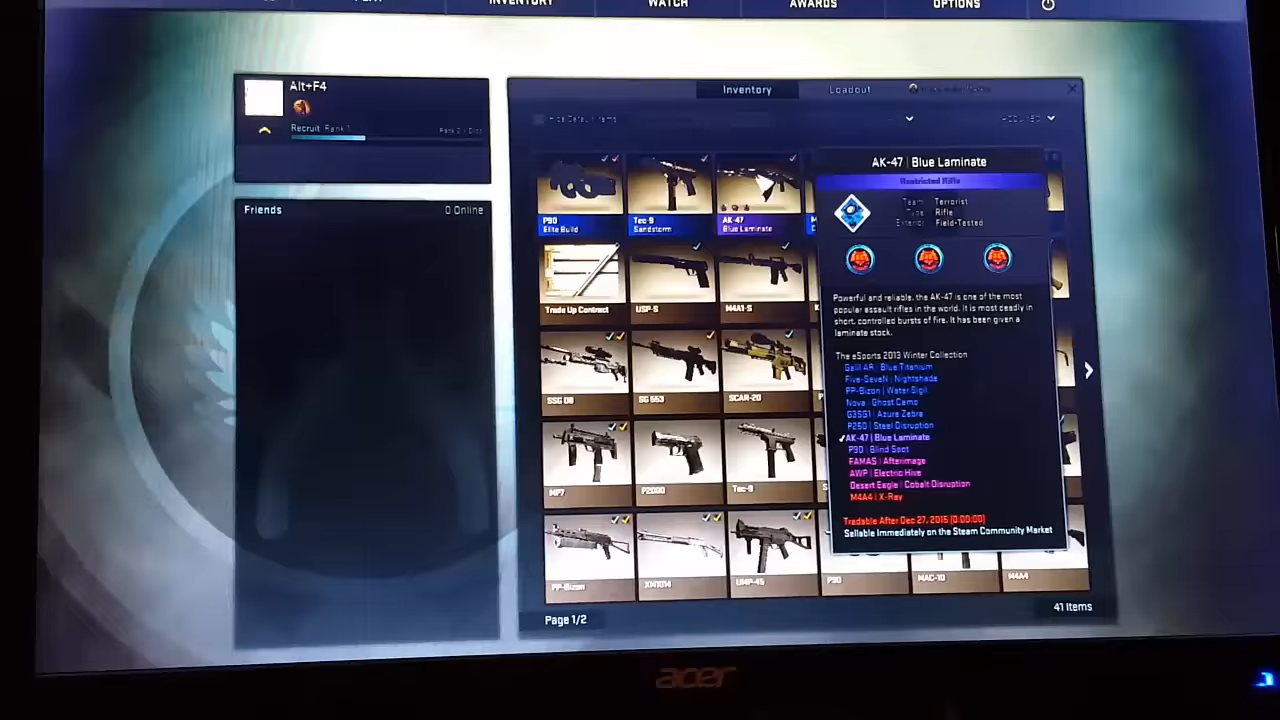 INVENTORY
WATCH
AWARDS
OPTIONS
Alt+F4
Recruit Rank 1
Friends
0 Online
Inventory
Loadout
Hide Default Items
P90
Elite Build
Tec-9
Sandstorm
AK-47
Blue Laminate
Trade Up Contract
USP-S
M4A1-S
SSG 08
SG 553
SCAR-20
MP7
P2000
Tec-9
PP-Bizon
XM1014
UMP-45
P90
MAC-10
M4A4
AK-47 | Blue Laminate
Restricted Rifle
Team Terrorist
Type Rifle
Exterior Field-Tested
Powerful and reliable, the AK-47 is one of the most
popular assault rifles in the world. It is most deadly in
short, controlled bursts of fire. It has been given a
laminate stock.
The eSports 2013 Winter Collection
Galil AR | Blue Titanium
Five-SeveN | Nightshade
PP-Bizon | Water Sigil
Nova | Ghost Camo
G3SG1 | Azure Zebra
P250 | Steel Disruption
AK-47 | Blue Laminate
P90 | Blind Spot
FAMAS | Afterimage
AWP | Electric Hive
Desert Eagle | Cobalt Disruption
M4A4 | X-Ray
Tradable After Dec 27, 2015 (0:00:00)
Sellable Immediately on the Steam Community Market
Page 1/2
41 Items
acer